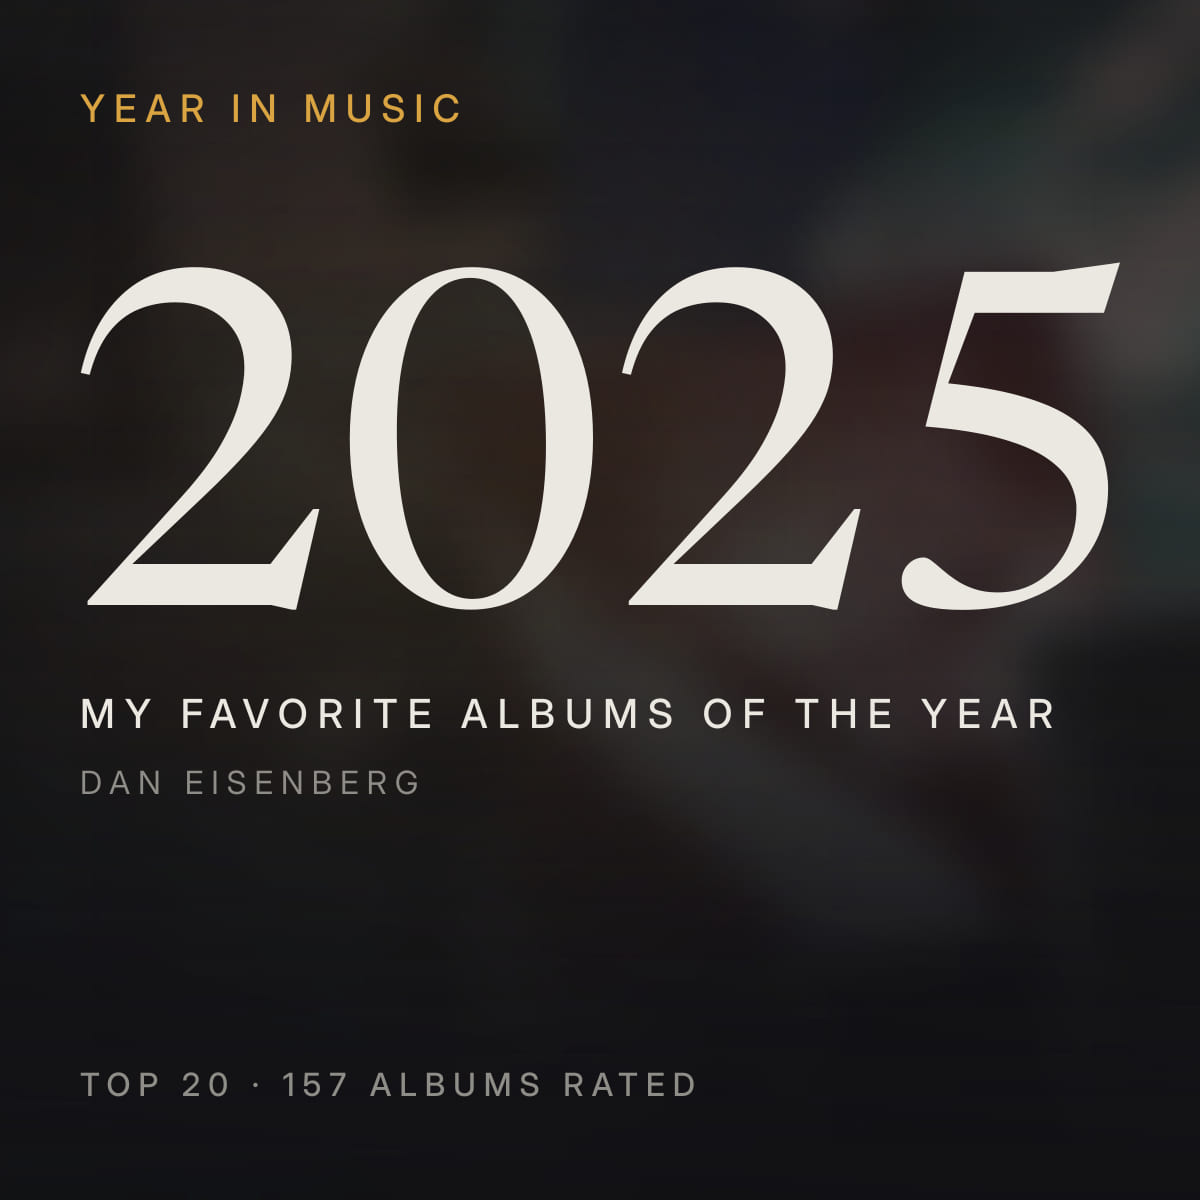 YEAR IN MUSIC
2025
MY FAVORITE ALBUMS OF THE YEAR
DAN EISENBERG
TOP 20 · 157 ALBUMS RATED